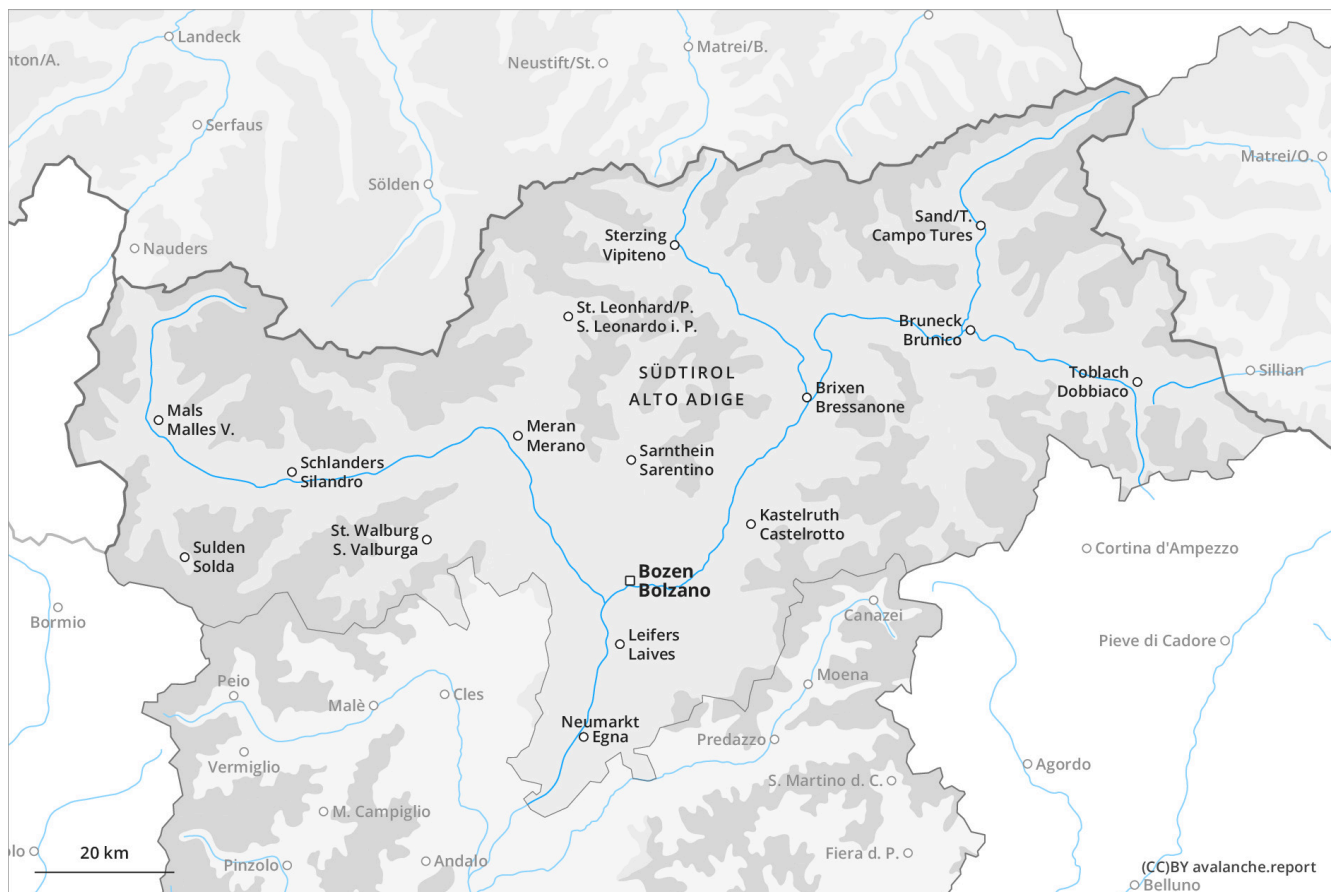 Landeck
nton/A.
Matrei/B.
Neustift/St.
Serfaus
Matrei/O.
Sölden
Sand/T.
Campo Tures
Sterzing
Vipiteno
Nauders
St. Leonhard/P.
S. Leonardo i. P.
Bruneck
Brunico
SÜDTIROL
ALTO ADIGE
Toblach
Dobbiaco
Sillian
Brixen
Bressanone
Mals
Malles V.
Meran
Merano
Sarnthein
Sarentino
Schlanders
Silandro
Kastelruth
Castelrotto
St. Walburg
S. Valburga
Sulden
Solda
Cortina d'Ampezzo
Bozen
Bolzano
Bormio
Canazei
Leifers
Laives
Pieve di Cadore
Peio
Moena
Cles
Malè
Neumarkt
Egna
Predazzo
Vermiglio
Agordo
S. Martino d. C.
M. Campiglio
olo
20 km
Pinzolo
Andalo
Fiera d. P.
(CC)BY avalanche.report
Belluno